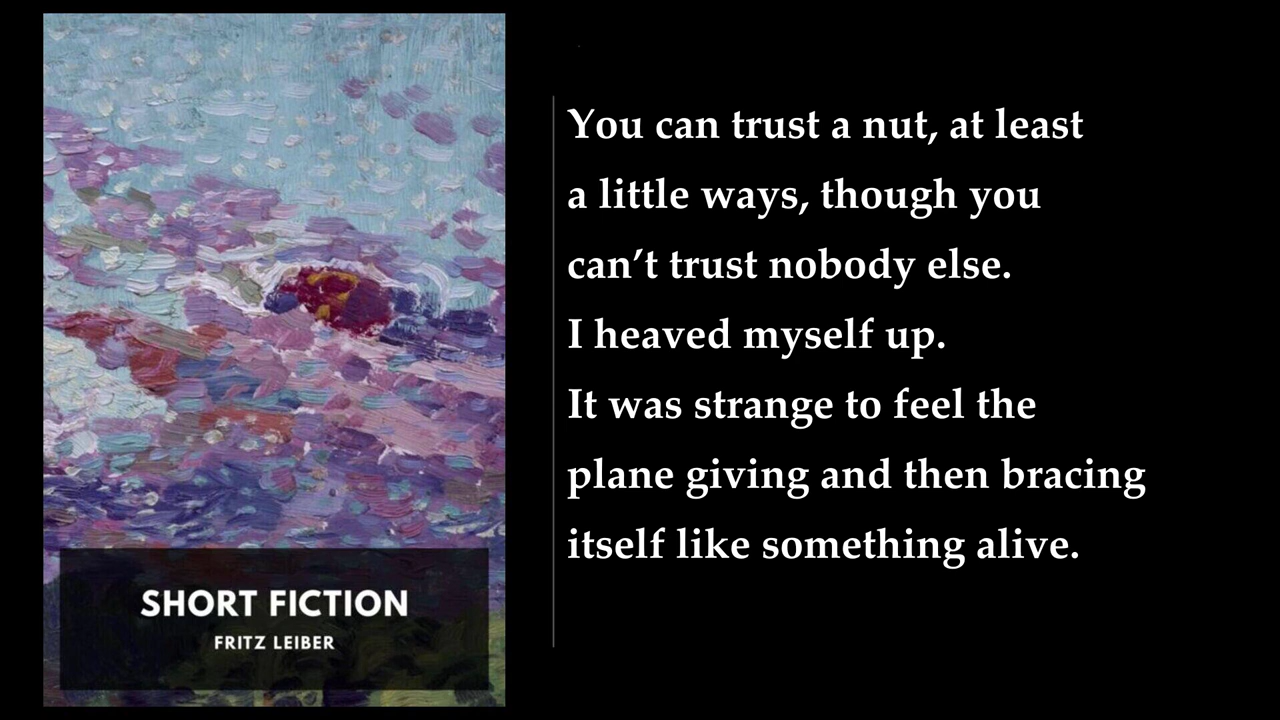 You can trust a nut, at least
a little ways, though you
can’t trust nobody else.
I heaved myself up.
It was strange to feel the
plane giving and then bracing
itself like something alive.
SHORT FICTION
FRITZ LEIBER